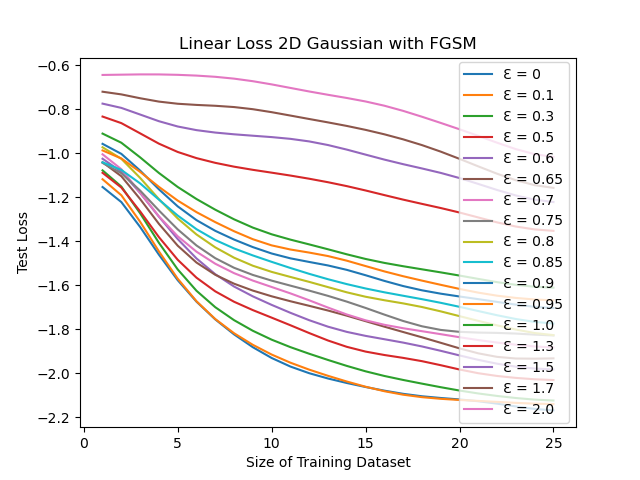 Linear Loss 2D Gaussian with FGSM
−0.6
−0.8
−1.0
−1.2
−1.4
−1.6
−1.8
−2.0
−2.2
Test Loss
0
5
10
15
20
25
Size of Training Dataset
Ɛ = 0
Ɛ = 0.1
Ɛ = 0.3
Ɛ = 0.5
Ɛ = 0.6
Ɛ = 0.65
Ɛ = 0.7
Ɛ = 0.75
Ɛ = 0.8
Ɛ = 0.85
Ɛ = 0.9
Ɛ = 0.95
Ɛ = 1.0
Ɛ = 1.3
Ɛ = 1.5
Ɛ = 1.7
Ɛ = 2.0